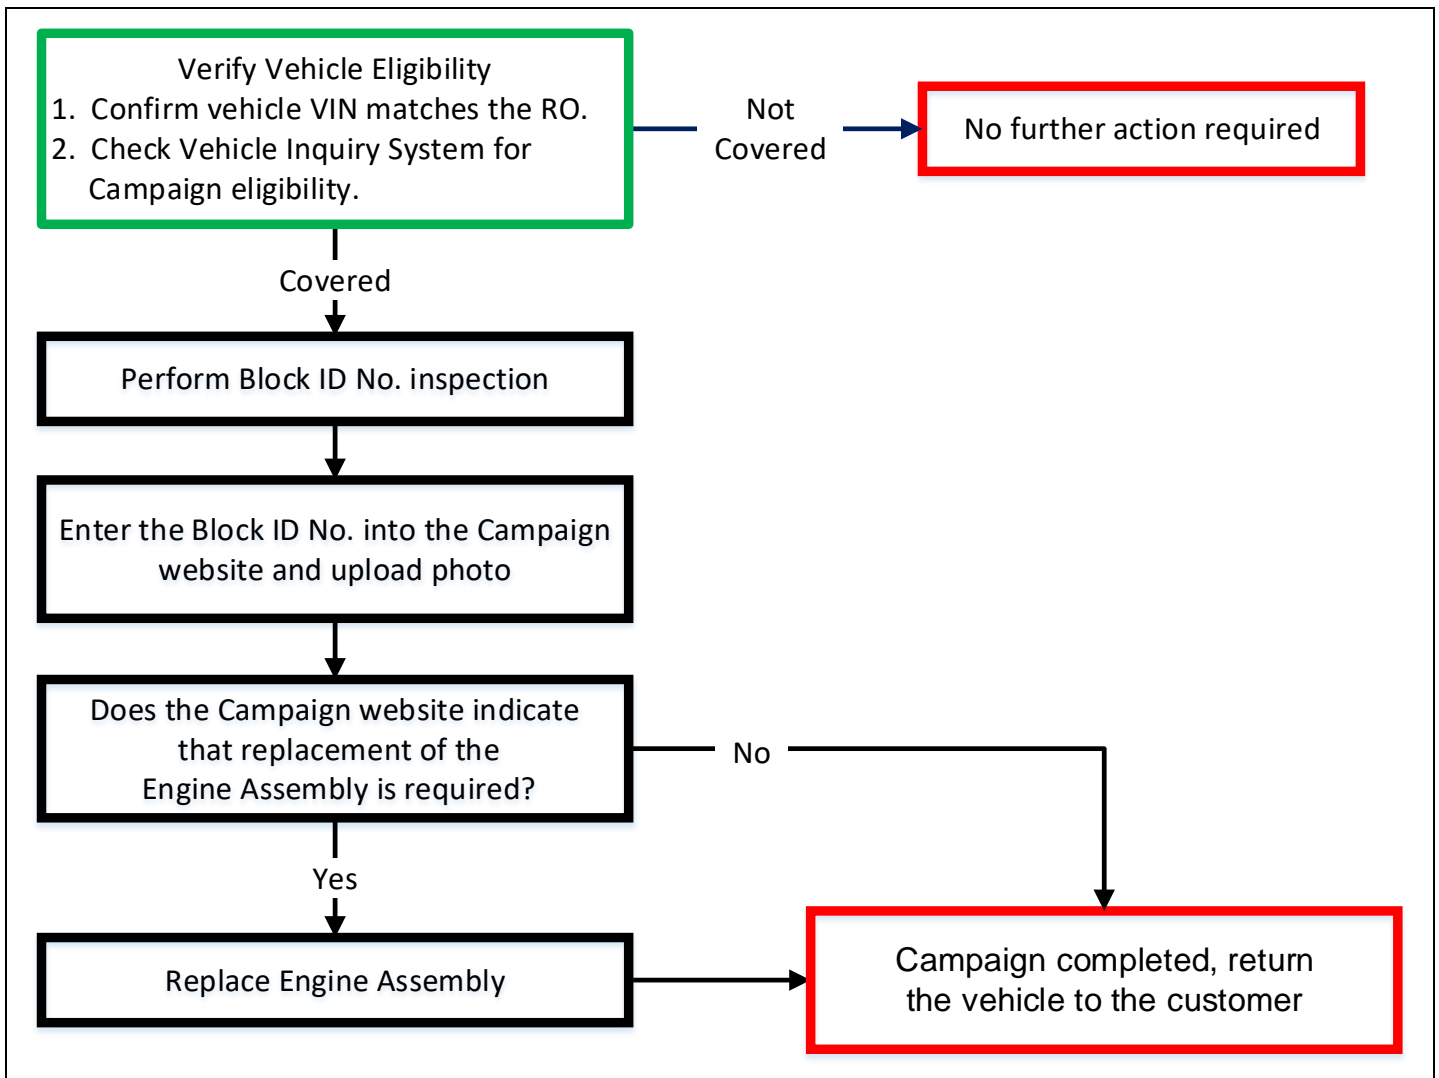 Verify Vehicle Eligibility
1. Confirm vehicle VIN matches the RO.
2. Check Vehicle Inquiry System for
Campaign eligibility.
Not
Covered
No further action required
Covered
Perform Block ID No. inspection
Enter the Block ID No. into the Campaign
website and upload photo
Does the Campaign website indicate
that replacement of the
Engine Assembly is required?
No
Yes
Replace Engine Assembly
Campaign completed, return
the vehicle to the customer